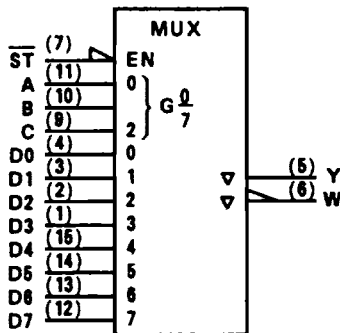 MUX
S̅T̅ (7) EN
A (11) 0
B (10) G 0/7
C (9) 2
D0 (4) 0
D1 (3) 1 ▽ (5) Y
D2 (2) 2 ▽ (6) W
D3 (1) 3
D4 (15) 4
D5 (14) 5
D6 (13) 6
D7 (12) 7